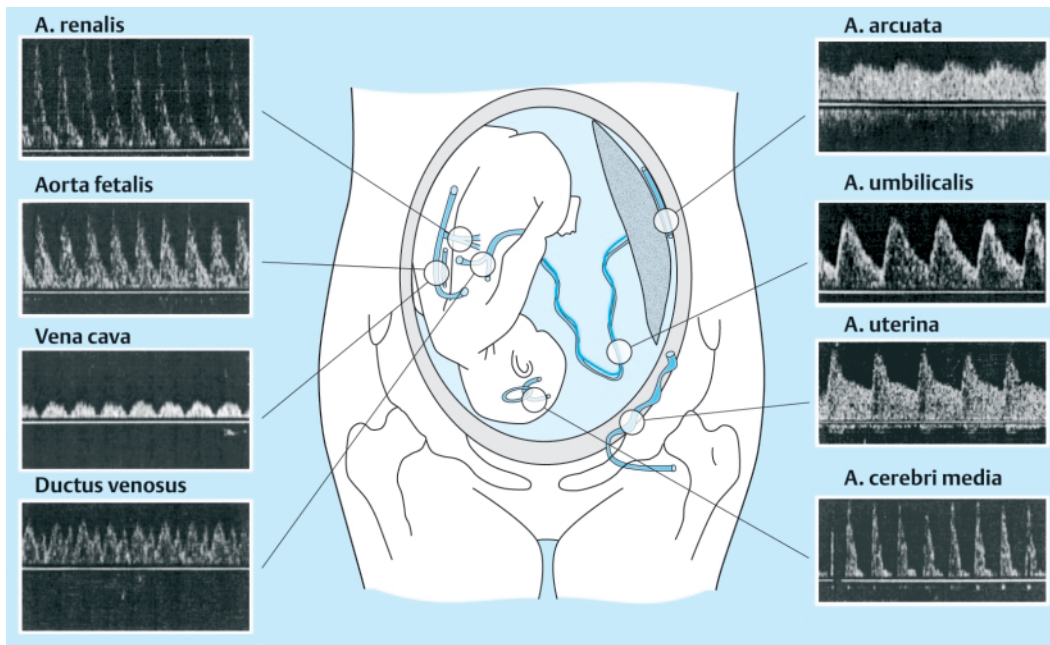 A. renalis
Aorta fetalis
Vena cava
Ductus venosus
A. arcuata
A. umbilicalis
A. uterina
A. cerebri media